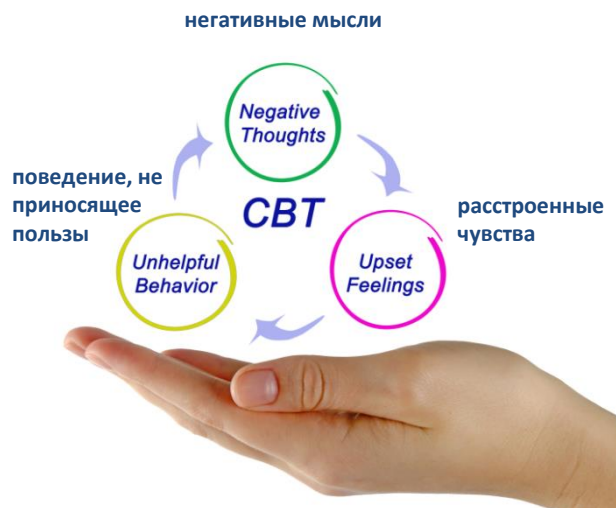 негативные мысли
Negative
Thoughts
поведение, не
приносящее
пользы
CBT
расстроенные
чувства
Unhelpful
Behavior
Upset
Feelings